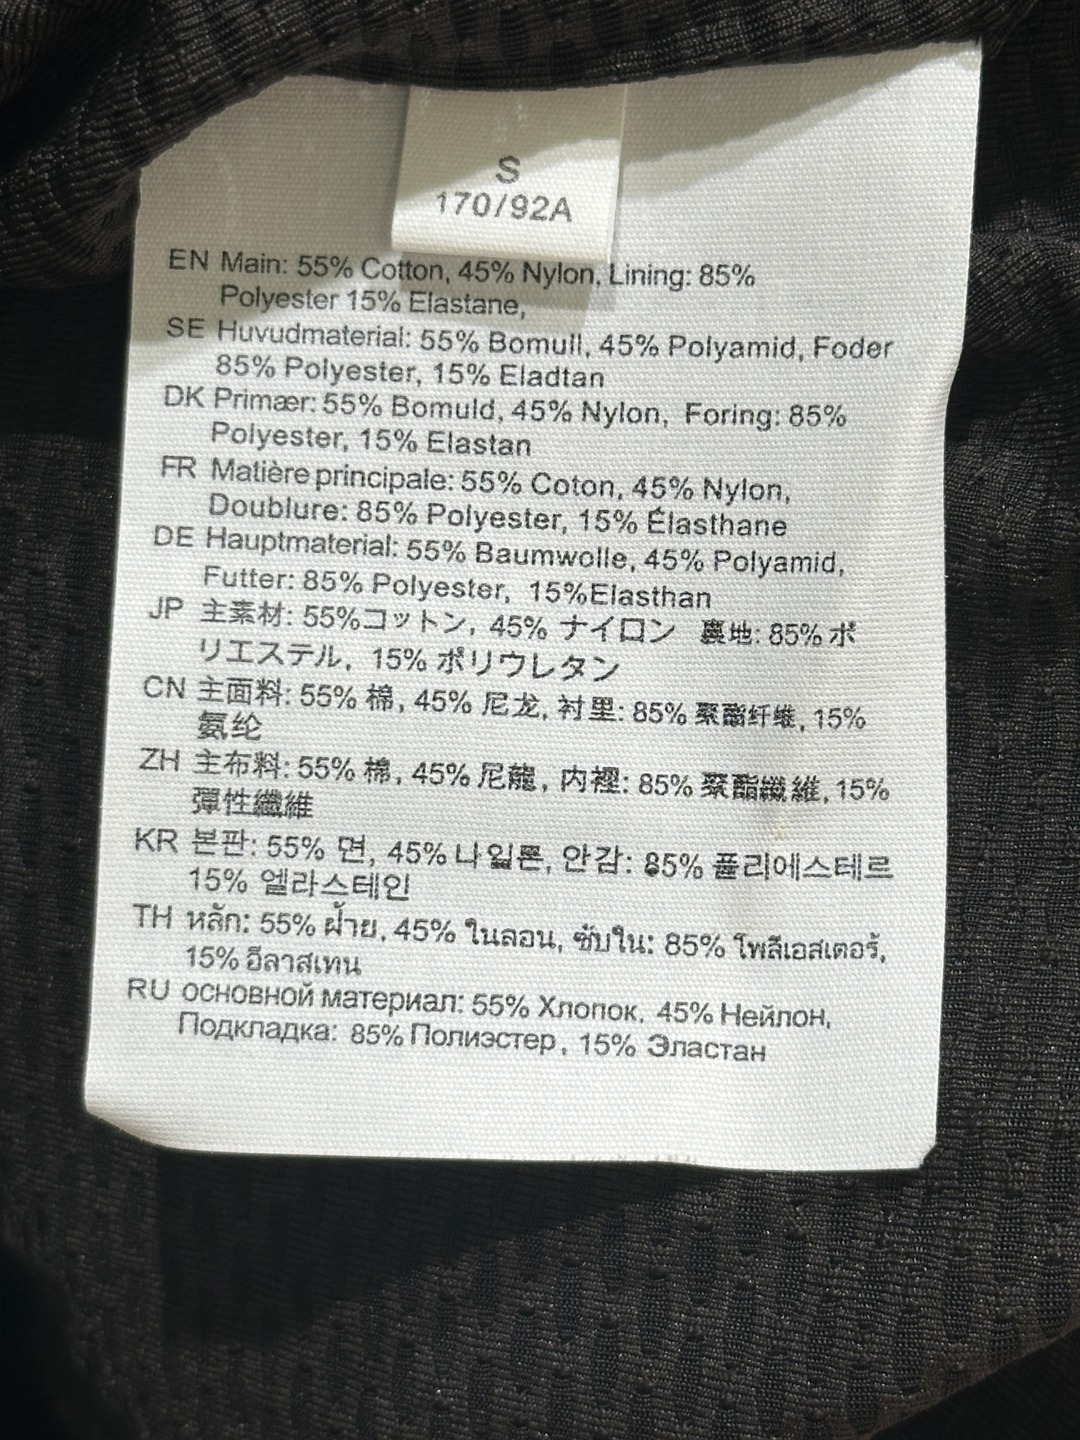 S
170/92A
EN Main: 55% Cotton, 45% Nylon, Lining: 85%
Polyester 15% Elastane,
SE Huvudmaterial: 55% Bomull, 45% Polyamid, Foder
85% Polyester, 15% Eladtan
DK Primær: 55% Bomuld, 45% Nylon, Foring: 85%
Polyester, 15% Elastan
FR Matière principale: 55% Coton, 45% Nylon,
Doublure: 85% Polyester, 15% Élasthane
DE Hauptmaterial: 55% Baumwolle, 45% Polyamid,
Futter: 85% Polyester, 15%Elasthan
JP 主素材: 55%コットン, 45% ナイロン 裏地: 85% ポ
リエステル, 15% ポリウレタン
CN 主面料: 55% 棉, 45% 尼龙, 衬里: 85% 聚酯纤维, 15%
氨纶
ZH 主布料: 55% 棉, 45% 尼龍, 内裡: 85% 聚酯纖維, 15%
彈性纖維
KR 본판: 55% 면, 45% 나일론, 안감: 85% 폴리에스테르
15% 엘라스테인
TH หลัก: 55% ฝ้าย, 45% ไนลอน, ซับใน: 85% โพลีเอสเตอร์,
15% อีลาสเทน
RU основной материал: 55% Хлопок, 45% Нейлон,
Подкладка: 85% Полиэстер, 15% Эластан